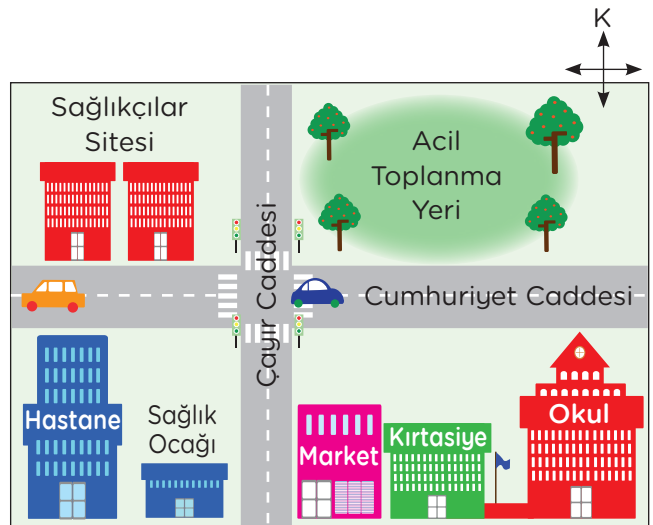 K
Sağlıkçılar
Sitesi
Acil
Toplanma
Yeri
Çayır Caddesi
Cumhuriyet Caddesi
Hastane
Sağlık
Ocağı
Market
Kırtasiye
Okul